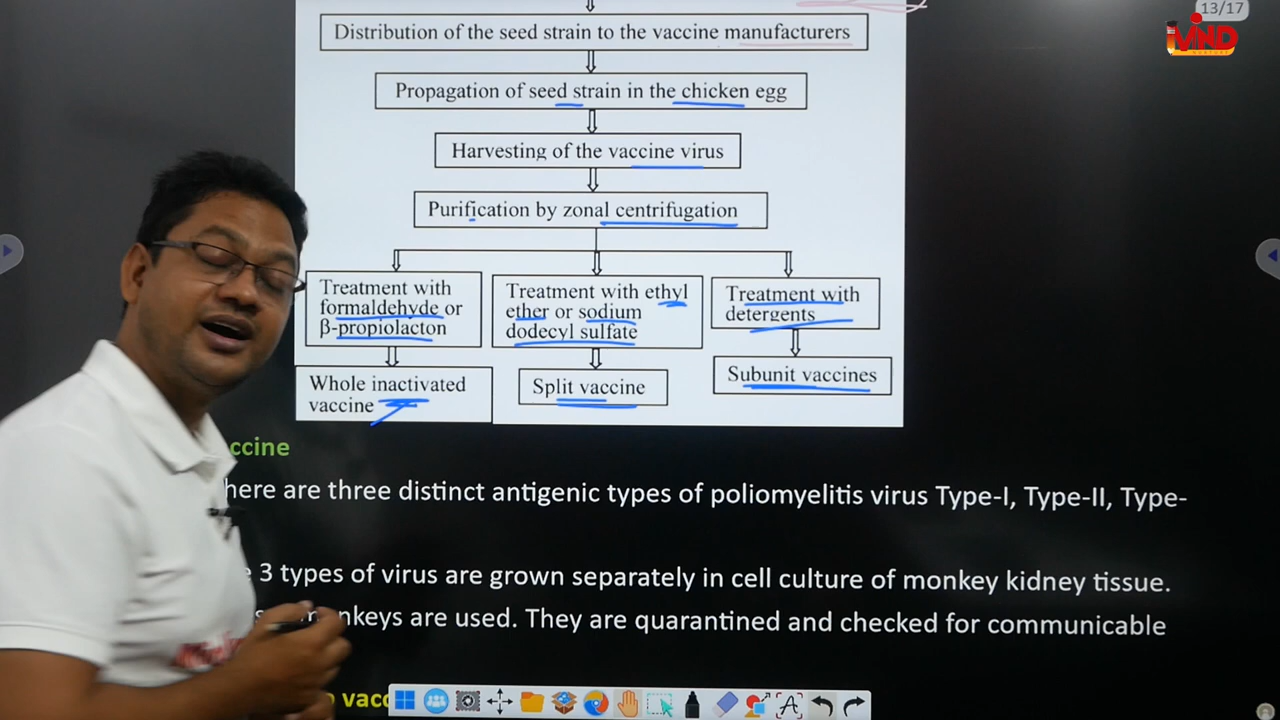 13/17
MIND
Distribution of the seed strain to the vaccine manufacturers
Propagation of seed strain in the chicken egg
Harvesting of the vaccine virus
Purification by zonal centrifugation
Treatment with
formaldehyde or
β-propiolacton
Treatment with ethyl
ether or sodium
dodecyl sulfate
Treatment with
detergents
Whole inactivated
vaccine
Split vaccine
Subunit vaccines
ccine
here are three distinct antigenic types of poliomyelitis virus Type-I, Type-II, Type-
3 types of virus are grown separately in cell culture of monkey kidney tissue.
nkeys are used. They are quarantined and checked for communicable
vacc
A